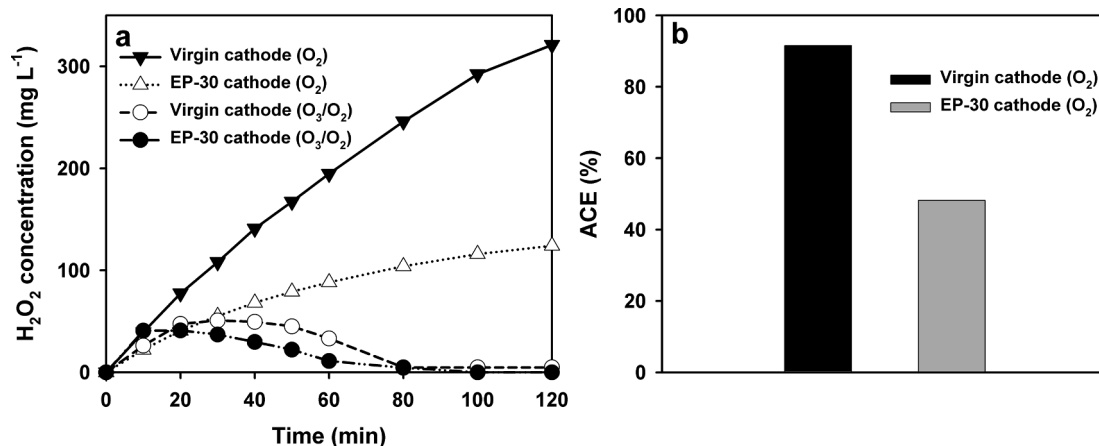 a
Virgin cathode (O₂)
EP-30 cathode (O₂)
Virgin cathode (O₃/O₂)
EP-30 cathode (O₃/O₂)
H₂O₂ concentration (mg L⁻¹)
300
200
100
0
0 20 40 60 80 100 120
Time (min)
b
Virgin cathode (O₂)
EP-30 cathode (O₂)
ACE (%)
100
80
60
40
20
0